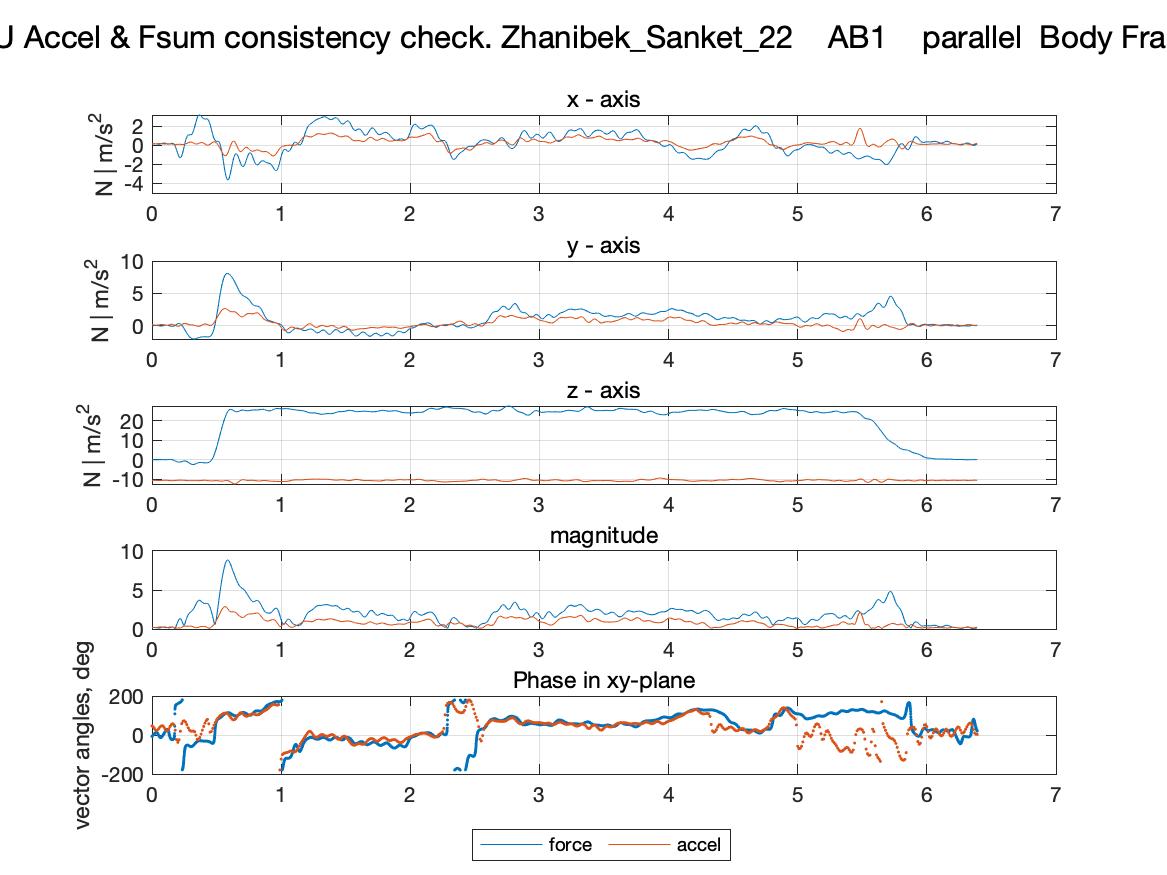 U Accel & Fsum consistency check. Zhanibek_Sanket_22 AB1 parallel Body Fra
x - axis
N | m/s²
2
0
-2
-4
0 1 2 3 4 5 6 7
y - axis
N | m/s²
10
5
0
0 1 2 3 4 5 6 7
z - axis
N | m/s²
20
10
0
-10
0 1 2 3 4 5 6 7
magnitude
10
5
0
0 1 2 3 4 5 6 7
Phase in xy-plane
vector angles, deg
200
0
-200
0 1 2 3 4 5 6 7
force accel